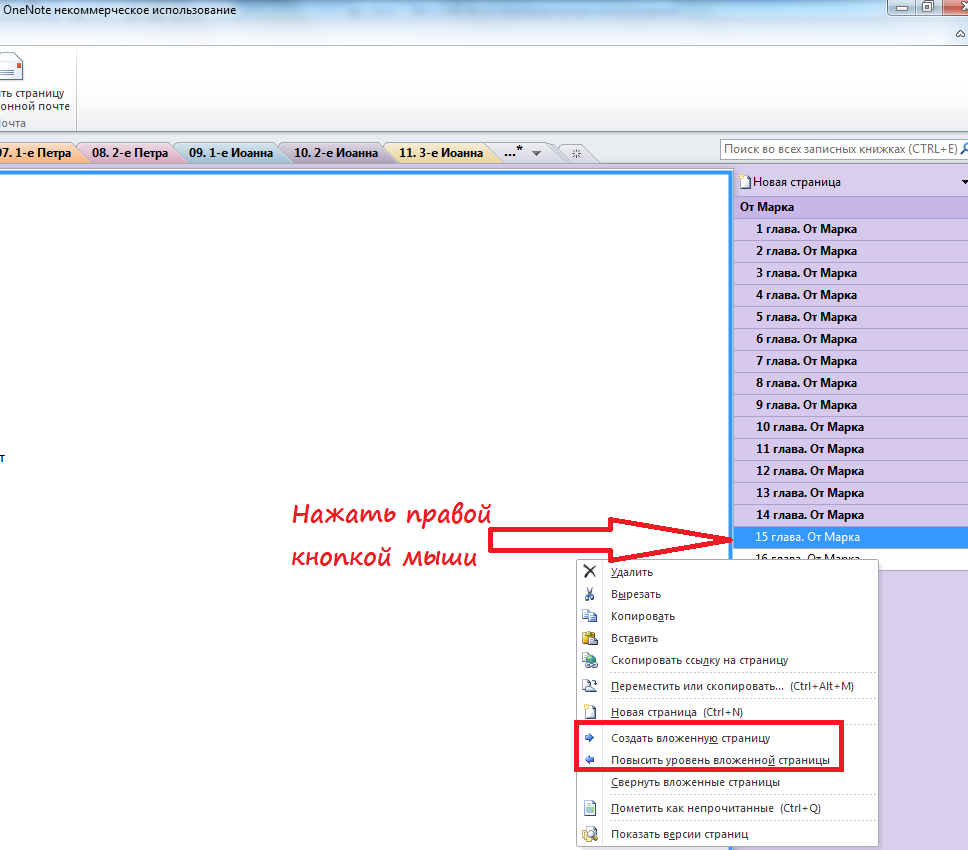 OneNote некоммерческое использование
ть страницу
онной почте
очта
07. 1-е Петра
08. 2-е Петра
09. 1-е Иоанна
10. 2-е Иоанна
11. 3-е Иоанна
...*
Поиск во всех записных книжках (CTRL+E)
Новая страница
От Марка
1 глава. От Марка
2 глава. От Марка
3 глава. От Марка
4 глава. От Марка
5 глава. От Марка
6 глава. От Марка
7 глава. От Марка
8 глава. От Марка
9 глава. От Марка
10 глава. От Марка
11 глава. От Марка
т
12 глава. От Марка
13 глава. От Марка
14 глава. От Марка
15 глава. От Марка
16 глава. От Марка
Нажать правой
кнопкой мыши
Удалить
Вырезать
Копировать
Вставить
Скопировать ссылку на страницу
Переместить или скопировать... (Ctrl+Alt+M)
Новая страница (Ctrl+N)
Создать вложенную страницу
Повысить уровень вложенной страницы
Свернуть вложенные страницы
Пометить как непрочитанные (Ctrl+Q)
Показать версии страниц